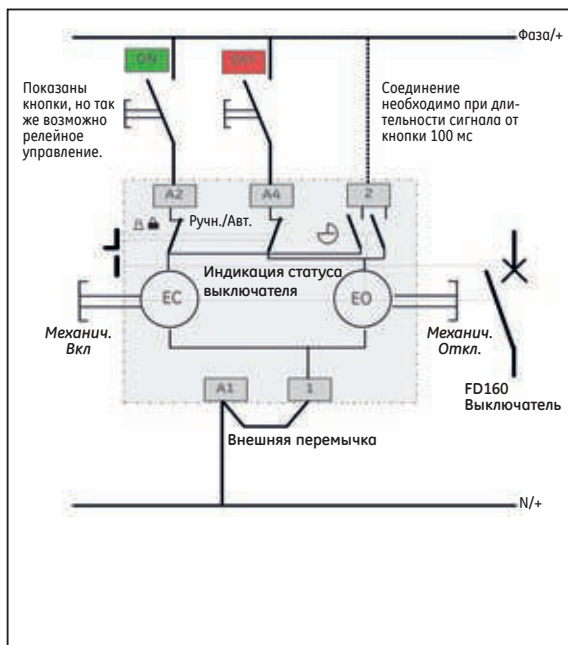 Фаза/+
ON
OFF
Показаны
кнопки, но так
же возможно
релейное
управление.
Соединение
необходимо при дли-
тельности сигнала от
кнопки 100 мс
A2
A4
2
Ручн./Авт.
Индикация статуса
выключателя
EC
EO
Механич.
Вкл
Механич.
Откл.
FD160
Выключатель
A1
1
Внешняя перемычка
N/+